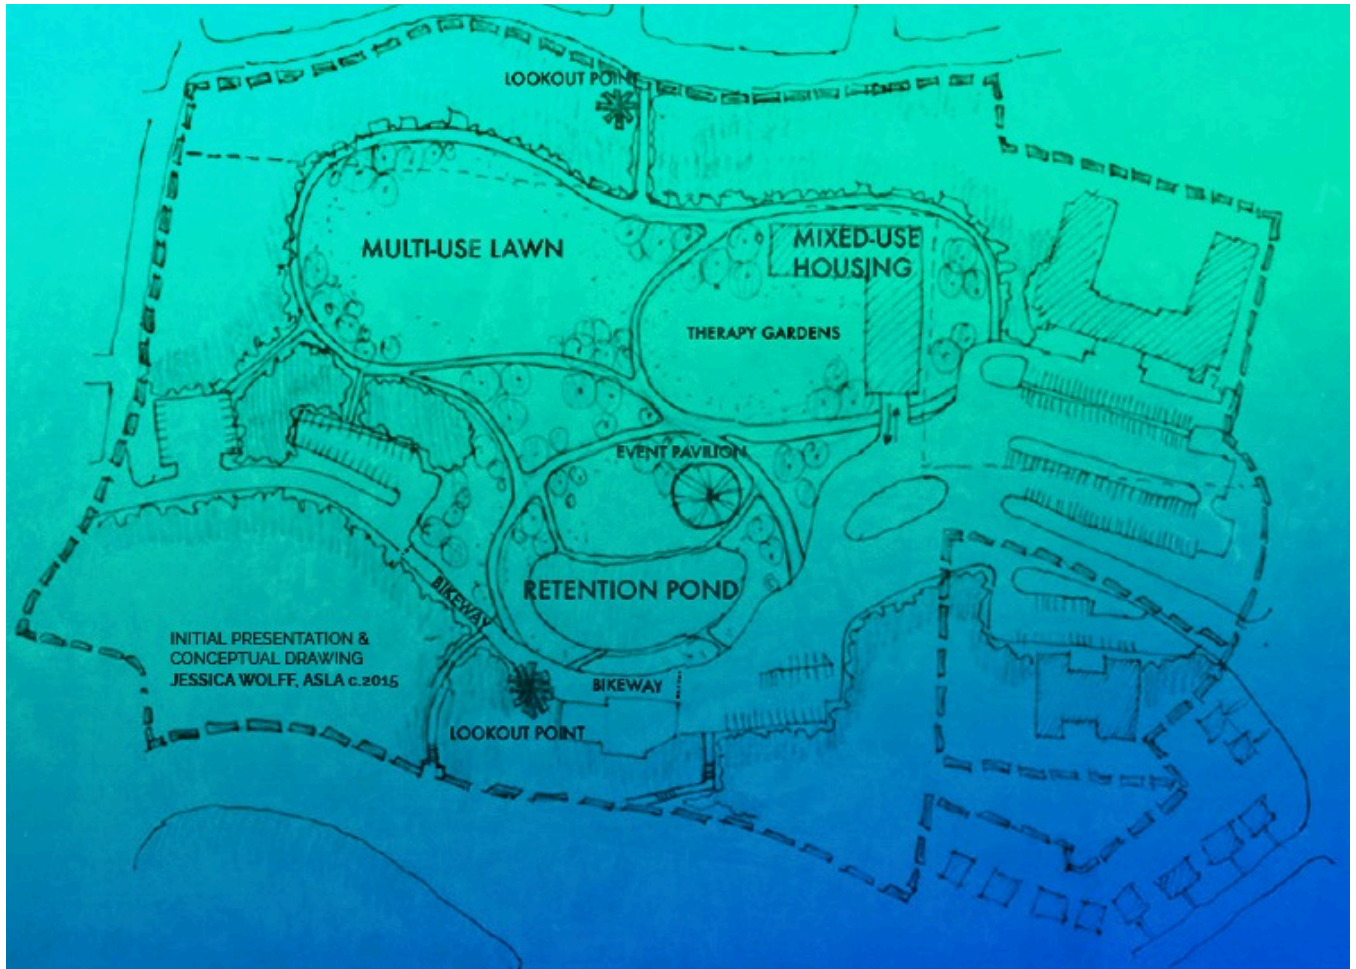 LOOKOUT POINT
MULTI-USE LAWN
MIXED-USE
HOUSING
THERAPY GARDENS
EVENT PAVILION
RETENTION POND
BIKEWAY
INITIAL PRESENTATION &
CONCEPTUAL DRAWING
JESSICA WOLFF, ASLA c.2015
BIKEWAY
LOOKOUT POINT